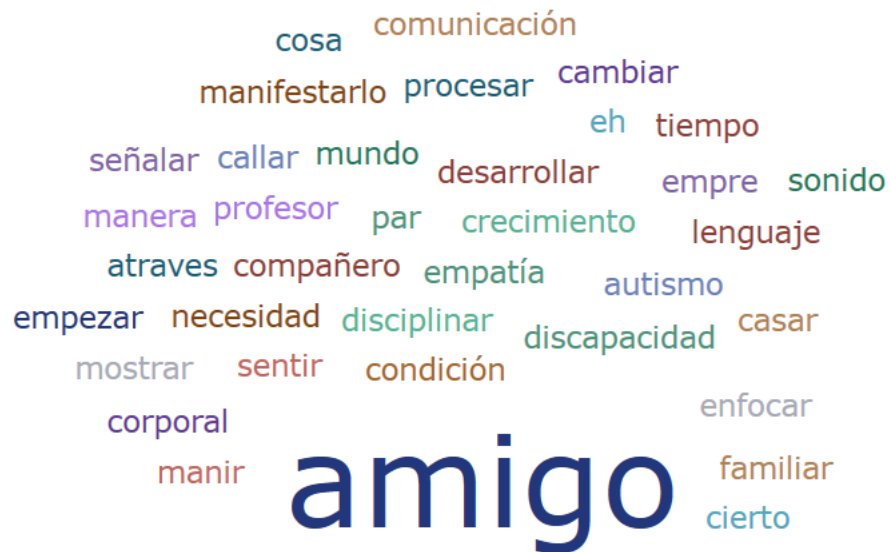 cosa comunicación
manifestarlo procesar cambiar
eh tiempo
señalar callar mundo desarrollar empre sonido
manera profesor par crecimiento lenguaje
atraves compañero empatía autismo
empezar necesidad disciplinar discapacidad casar
mostrar sentir condición
corporal enfocar
manir amigo familiar
cierto